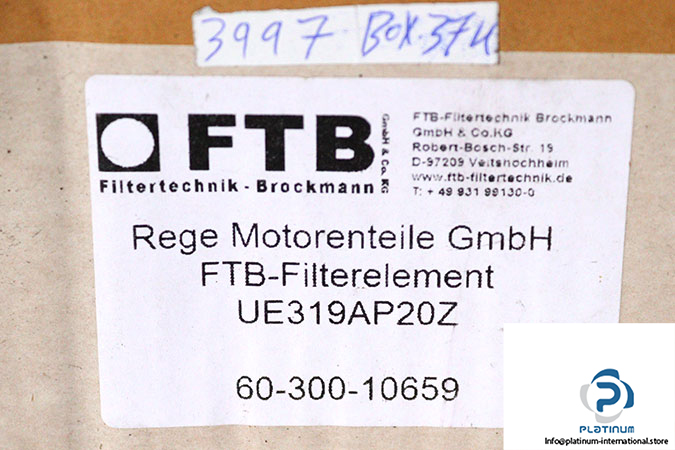 3997 Box.374
FTB
GmbH & Co. KG
Filtertechnik - Brockmann
FTB-Filtertechnik Brockmann
GmbH & Co.KG
Robert-Bosch-Str. 19
D-97209 Veitshöchheim
www.ftb-filtertechnik.de
T: + 49 931 99130-0
Rege Motorenteile GmbH
FTB-Filterelement
UE319AP20Z
60-300-10659
PLATINUM
Info@platinum-international.store